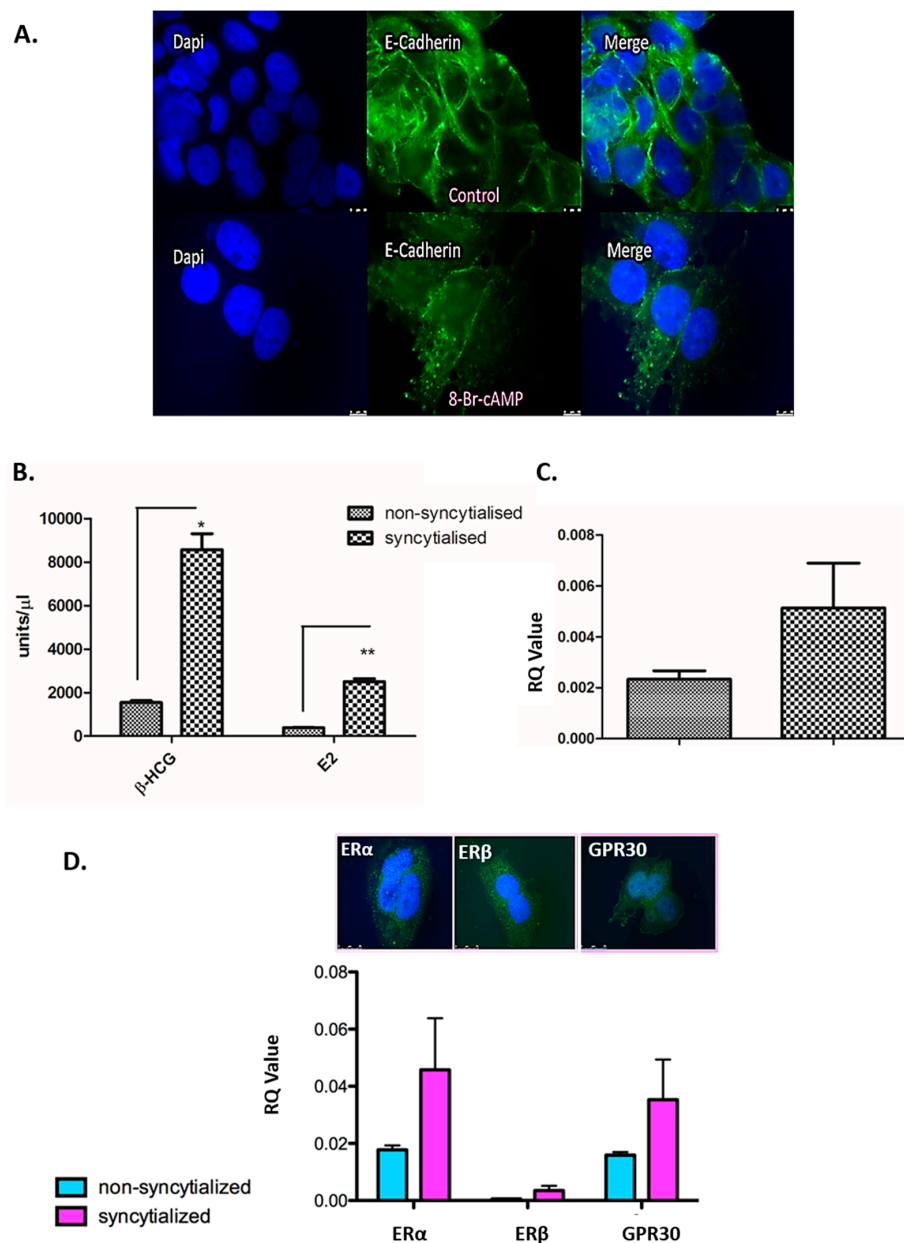 A.
Dapi
E-Cadherin
Merge
Control
Dapi
E-Cadherin
Merge
8-Br-cAMP
B.
non-syncytialised
syncytialised
units/µl
10000
8000
6000
4000
2000
0
*
**
β-HCG
E2
C.
RQ Value
0.008
0.006
0.004
0.002
0.000
D.
ERα
ERβ
GPR30
RQ Value
0.08
0.06
0.04
0.02
0.00
non-syncytialized
syncytialized
ERα
ERβ
GPR30